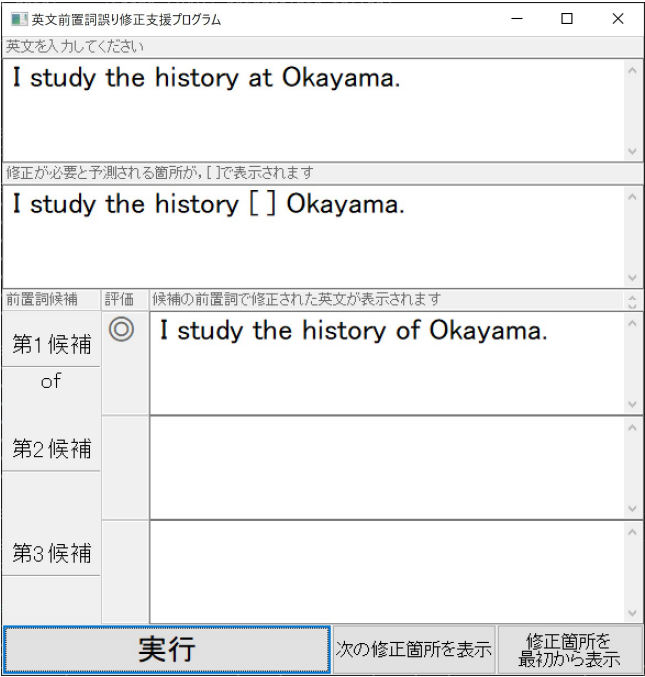 英文前置詞誤り修正支援プログラム
英文を入力してください
I study the history at Okayama.
修正が必要と予測される箇所が, [ ]で表示されます
I study the history [ ] Okayama.
前置詞候補 評価 候補の前置詞で修正された英文が表示されます
第1候補 ◎ I study the history of Okayama.
of
第2候補
第3候補
実行 次の修正箇所を表示 修正箇所を
最初から表示